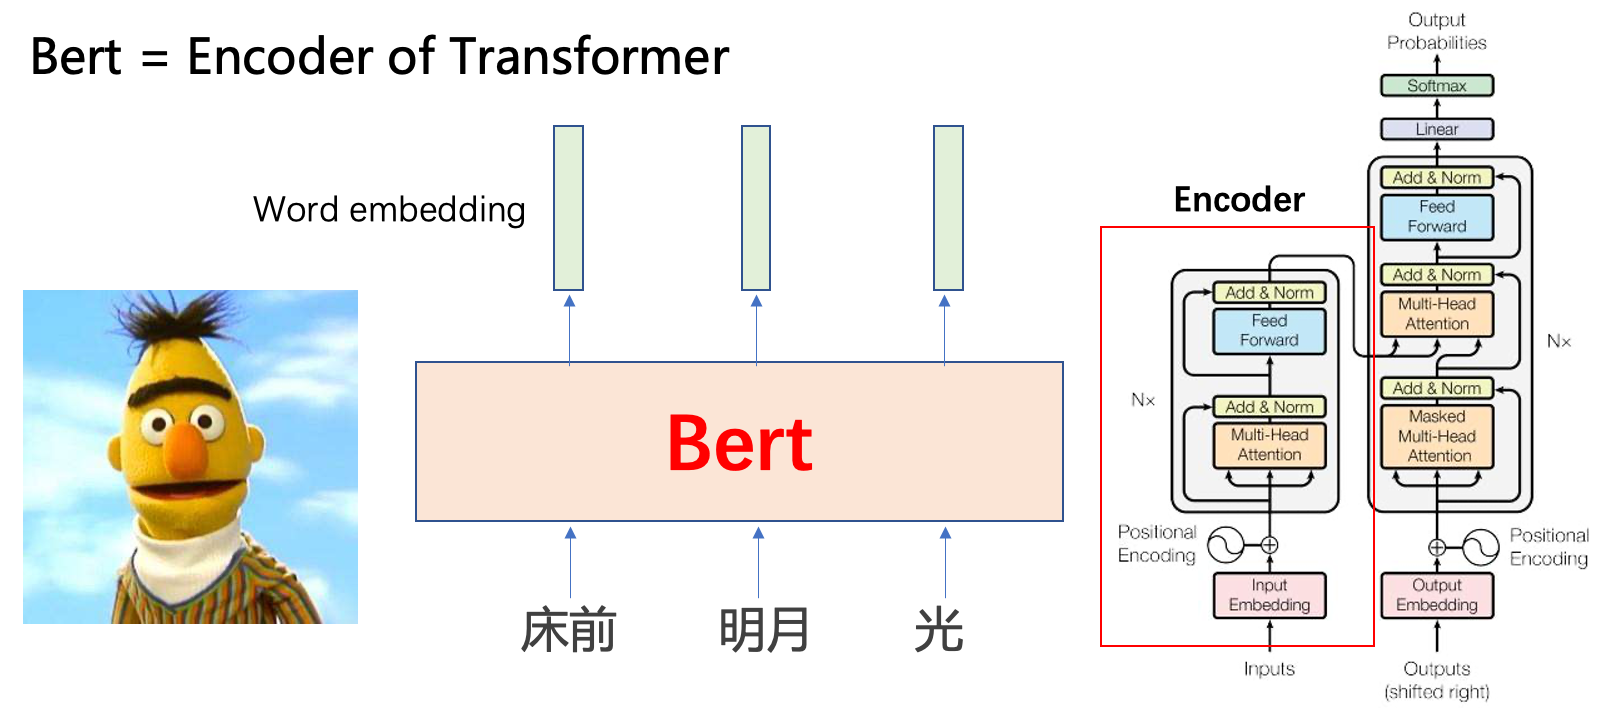 Bert = Encoder of Transformer
Word embedding
Bert
床前 明月 光
Encoder
Output
Probabilities
Softmax
Linear
Add & Norm
Feed
Forward
Add & Norm
Multi-Head
Attention
Add & Norm
Masked
Multi-Head
Attention
N×
Positional
Encoding
Output
Embedding
Outputs
(shifted right)
Add & Norm
Feed
Forward
Add & Norm
Multi-Head
Attention
N×
Positional
Encoding
Input
Embedding
Inputs